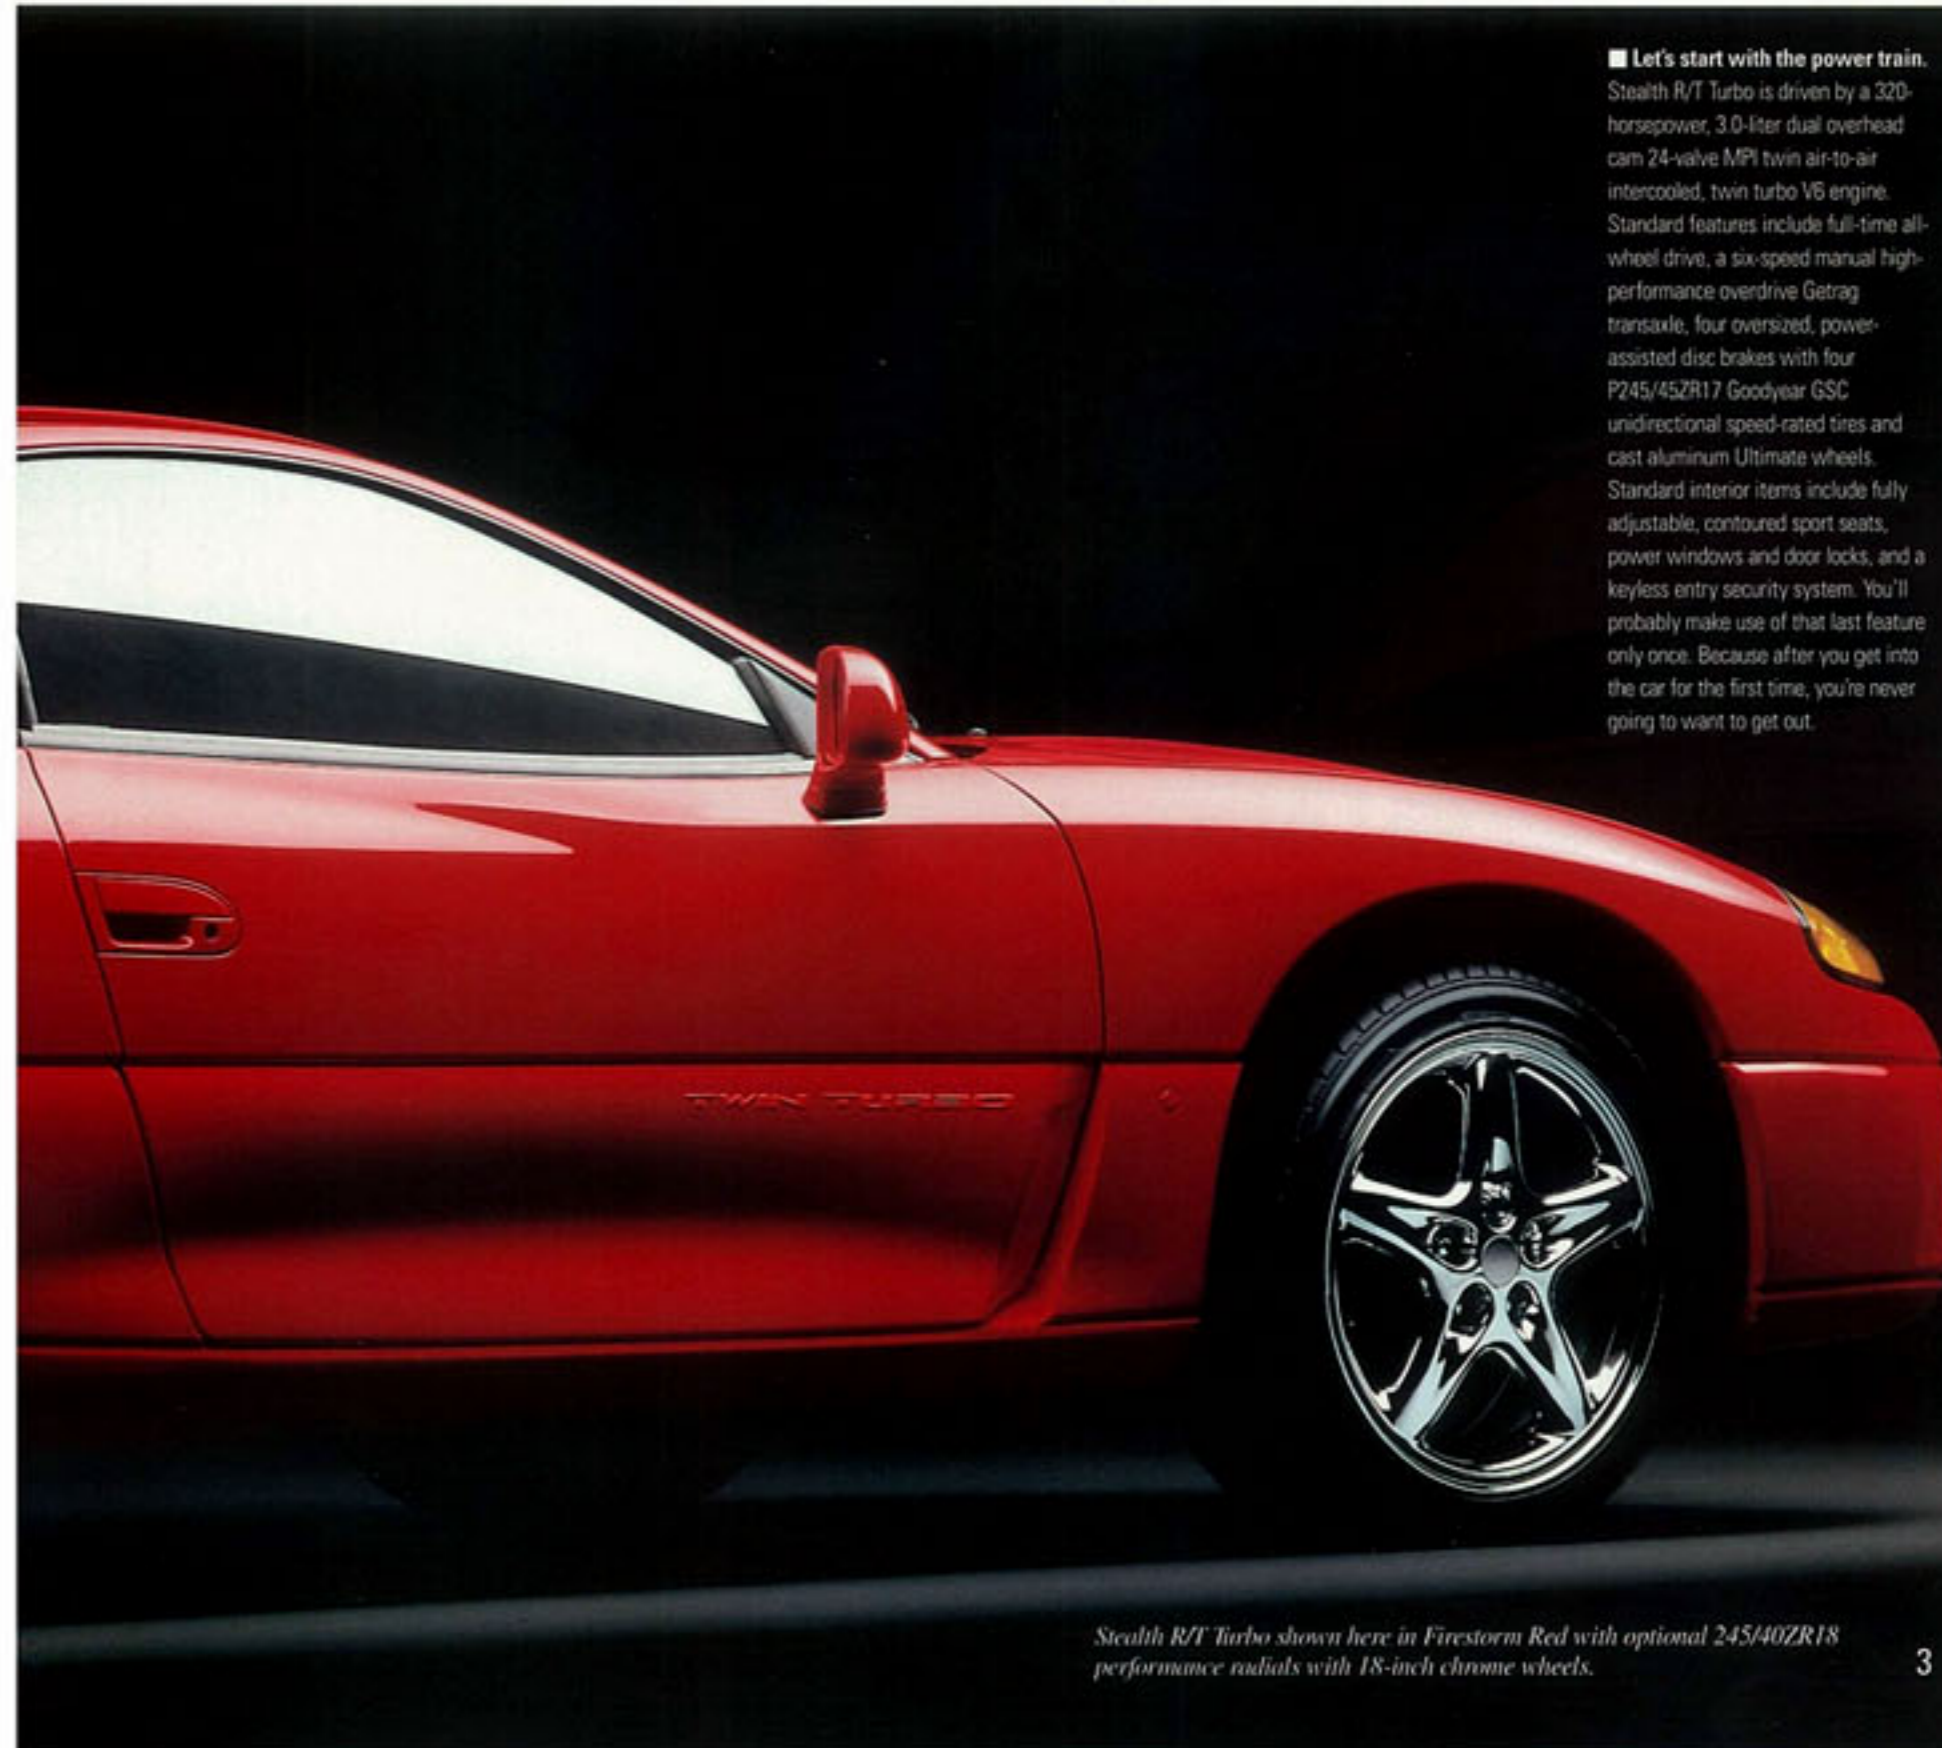 ■ Let's start with the power train.
Stealth R/T Turbo is driven by a 320-
horsepower, 3.0-liter dual overhead
cam 24-valve MPI twin air-to-air
intercooled, twin turbo V6 engine.
Standard features include full-time all-
wheel drive, a six-speed manual high-
performance overdrive Getrag
transaxle, four oversized, power-
assisted disc brakes with four
P245/45ZR17 Goodyear GSC
unidirectional speed-rated tires and
cast aluminum Ultimate wheels.
Standard interior items include fully
adjustable, contoured sport seats,
power windows and door locks, and a
keyless entry security system. You'll
probably make use of that last feature
only once. Because after you get into
the car for the first time, you're never
going to want to get out.
TWIN TURBO
Stealth R/T Turbo shown here in Firestorm Red with optional 245/40ZR18
performance radials with 18-inch chrome wheels.
3